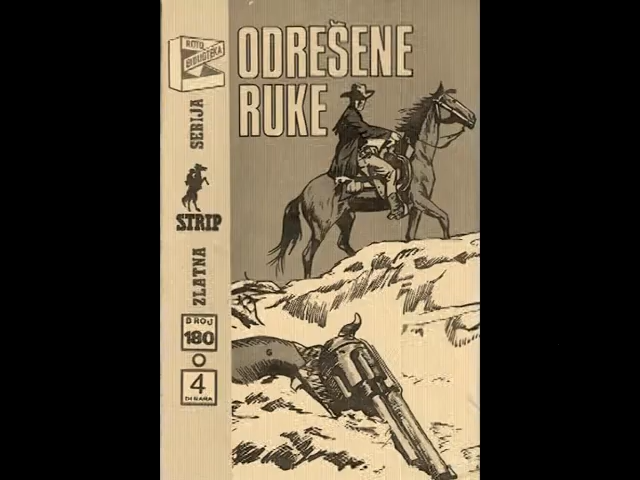 ROTO
BIBLIOTEKA
ODREŠENE
RUKE
ZLATNA
STRIP
SERIJA
BROJ
180
4
DINARA